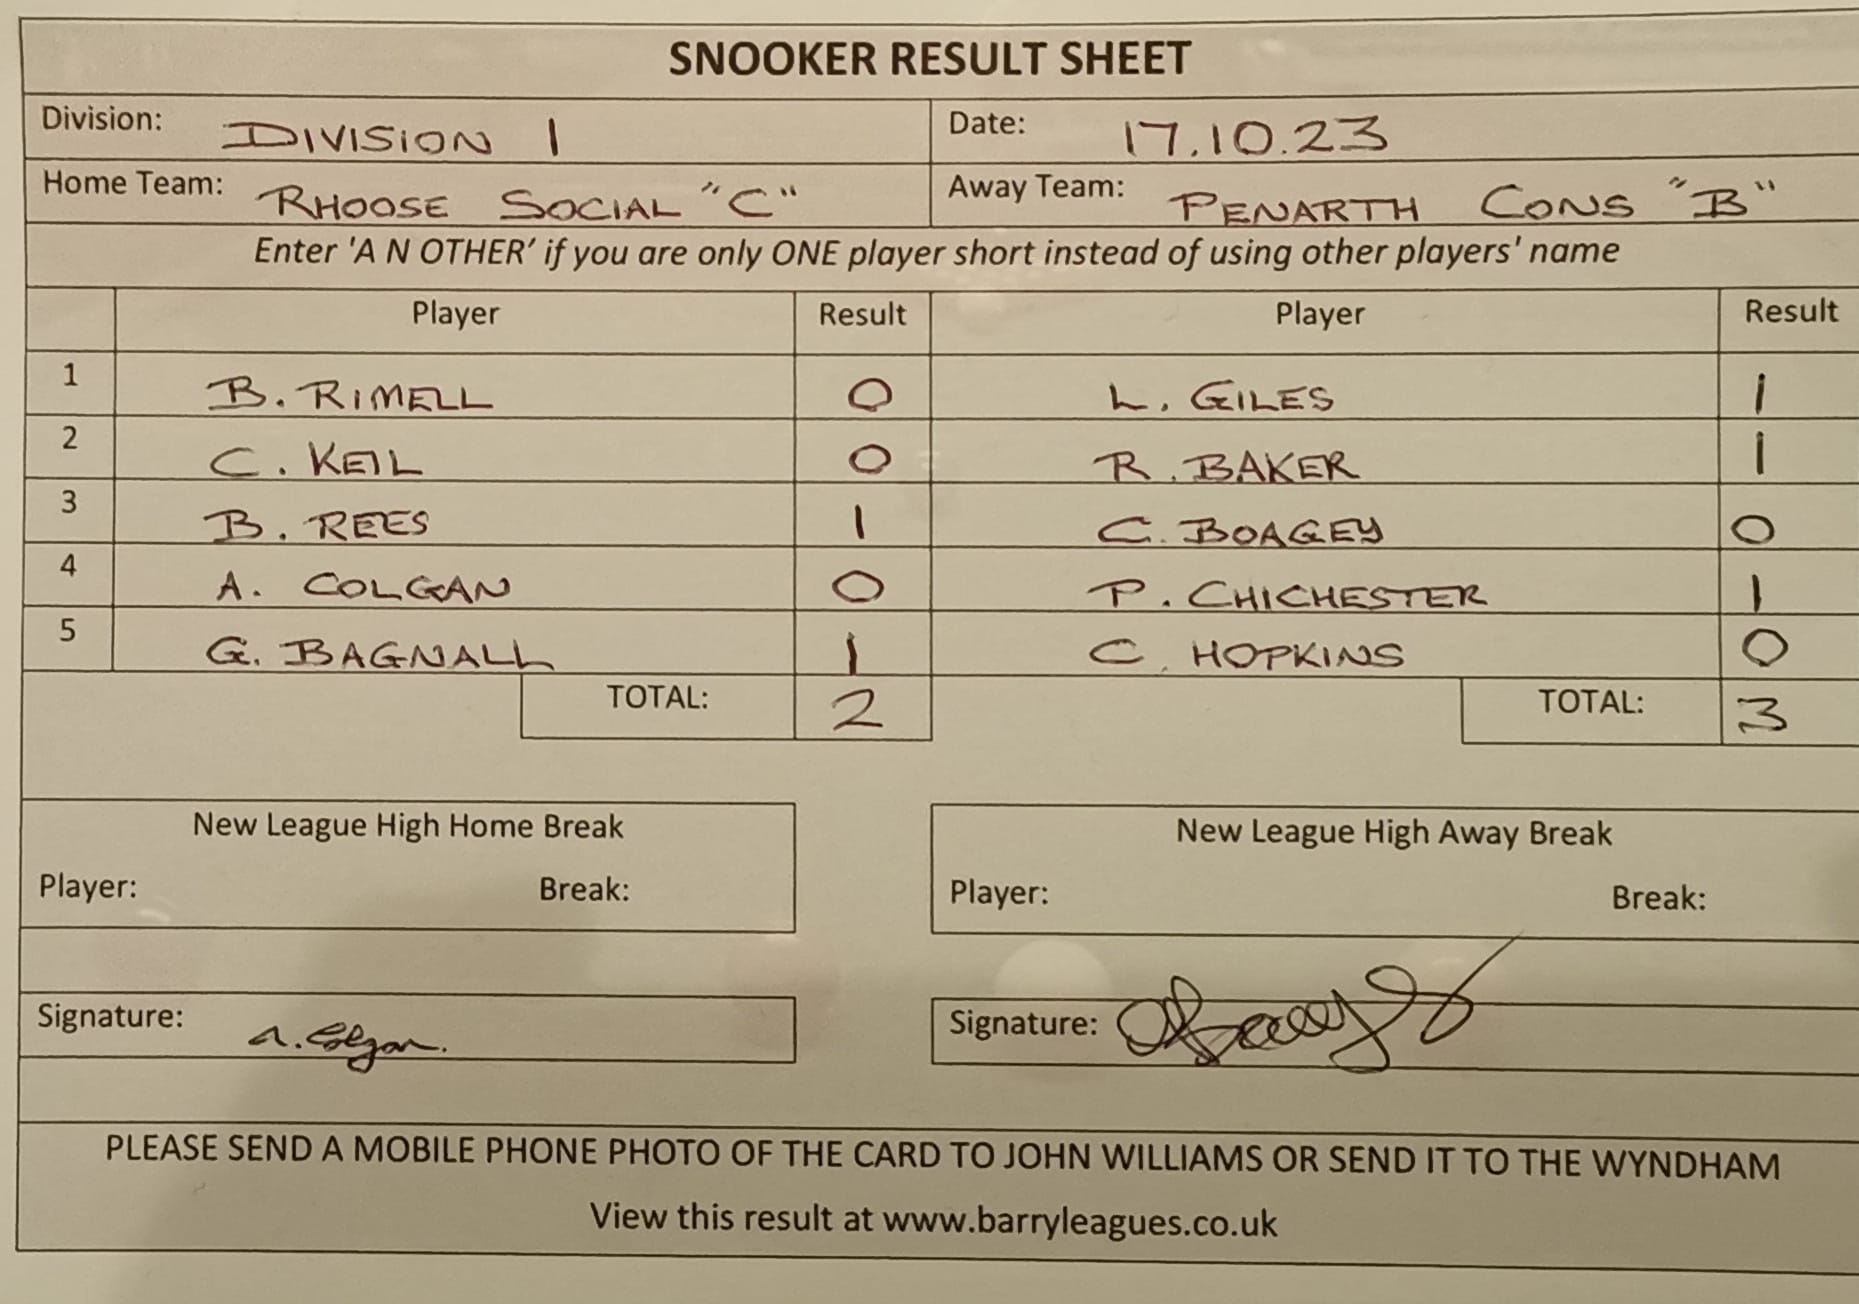 SNOOKER RESULT SHEET
Division: DIVISION 1 Date: 17.10.23
Home Team: RHOOSE SOCIAL "C" Away Team: PENARTH CONS "B"
Enter 'A N OTHER' if you are only ONE player short instead of using other players' name
Player Result Player Result
1 B. RIMELL 0 L. GILES 1
2 C. KEIL 0 R. BAKER 1
3 B. REES 1 C. BOAGEY 0
4 A. COLGAN 0 P. CHICHESTER 1
5 G. BAGNALL 1 C. HOPKINS 0
TOTAL: 2 TOTAL: 3
New League High Home Break New League High Away Break
Player: Break: Player: Break:
Signature: A. Colgan. Signature:
PLEASE SEND A MOBILE PHONE PHOTO OF THE CARD TO JOHN WILLIAMS OR SEND IT TO THE WYNDHAM
View this result at www.barryleagues.co.uk